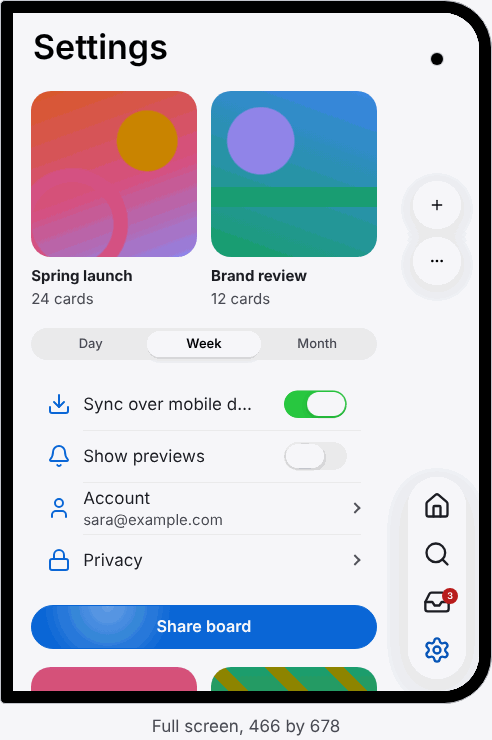 Settings
Spring launch
24 cards
Brand review
12 cards
Day Week Month
Sync over mobile d...
Show previews
Account
sara@example.com
Privacy
3
Share board
Full screen, 466 by 678